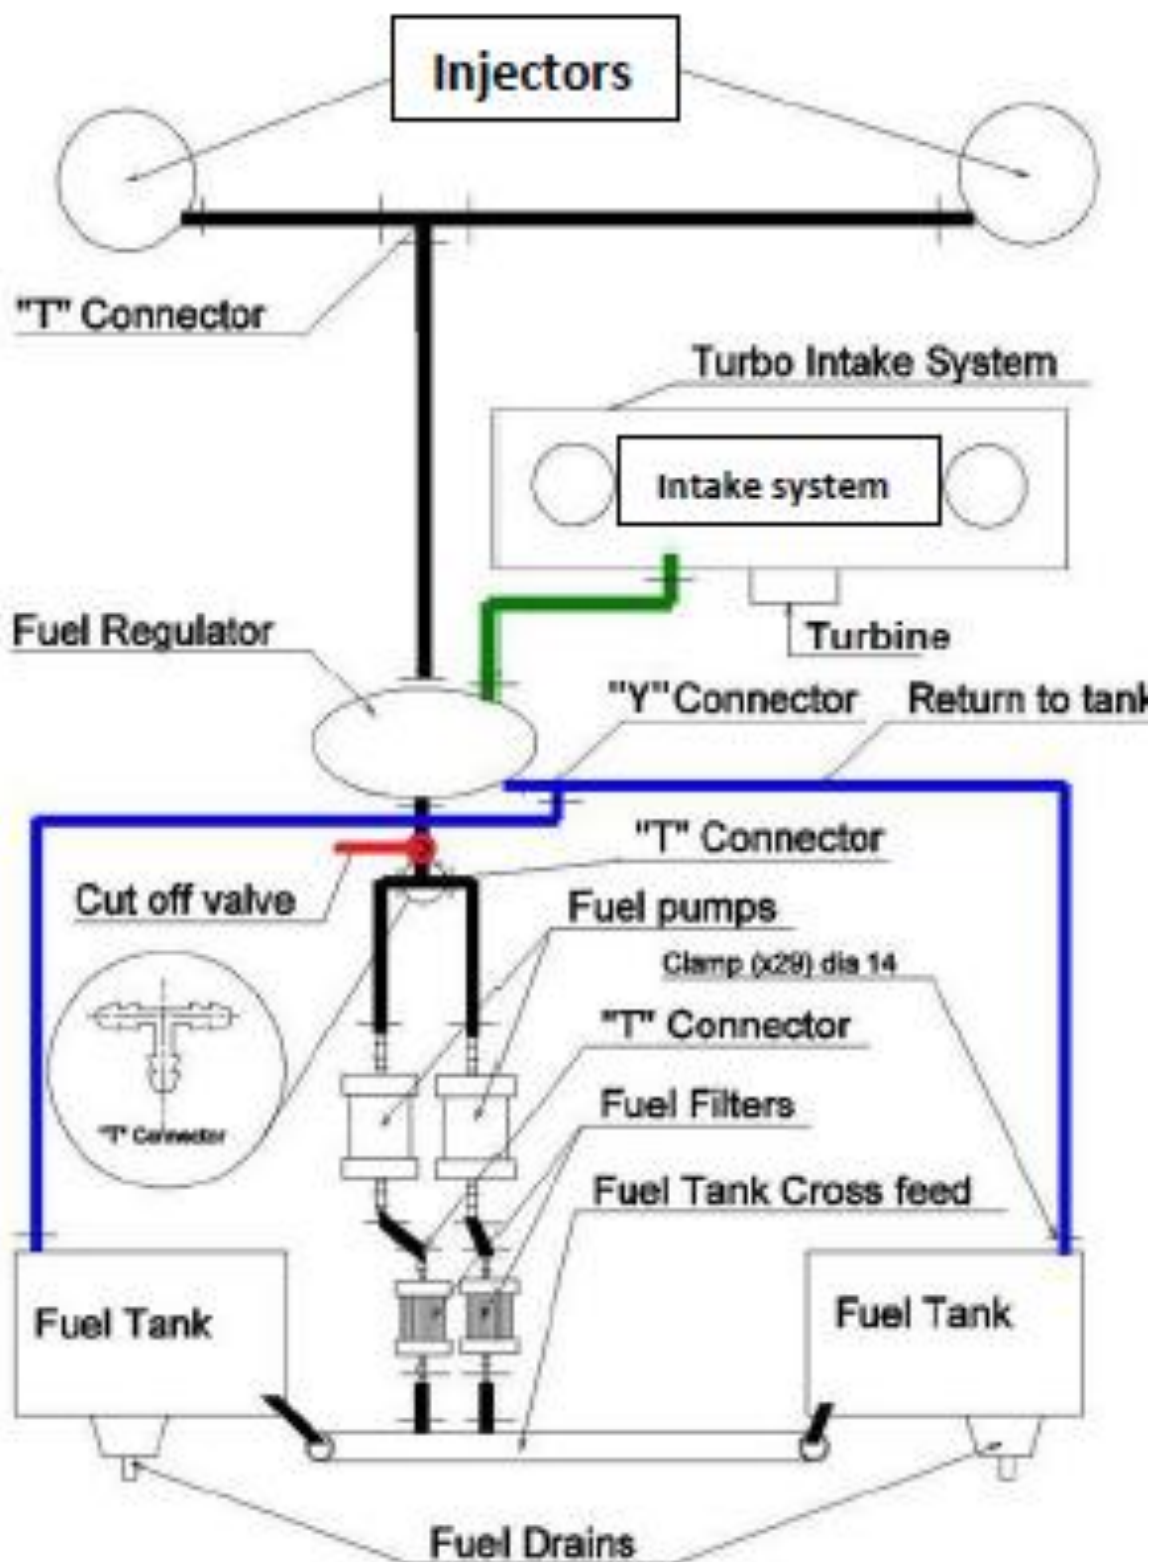 Injectors
"T" Connector
Turbo Intake System
Intake system
Fuel Regulator
Turbine
"Y" Connector
Return to tank
"T" Connector
Cut off valve
Fuel pumps
Clamp (x29) dia 14
"T" Connector
"T" Connector
Fuel Filters
Fuel Tank Cross feed
Fuel Tank
Fuel Tank
Fuel Drains